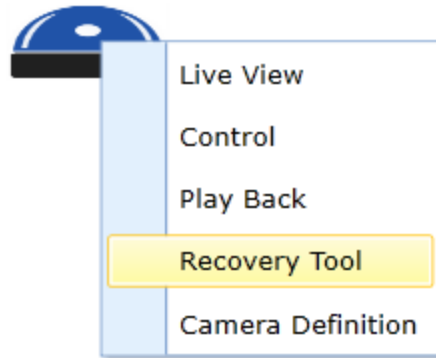 Live View
Control
Play Back
Recovery Tool
Camera Definition